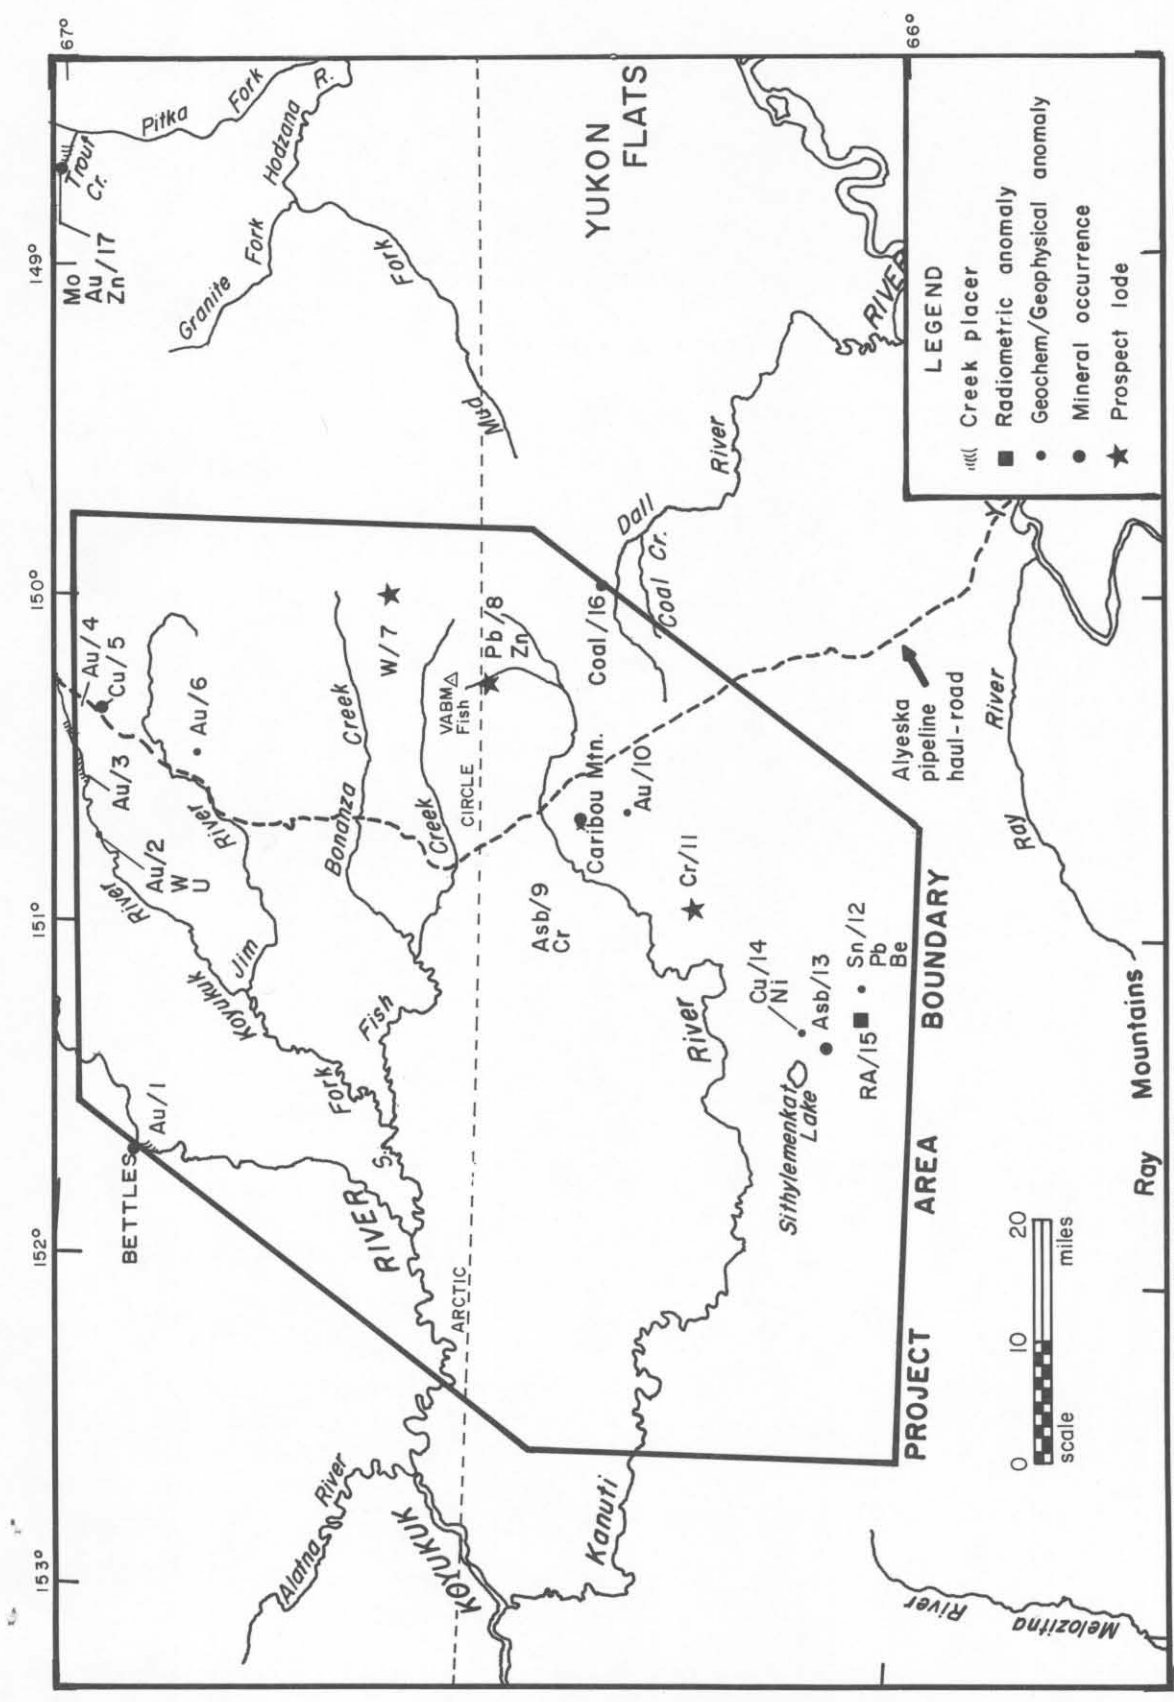 153°
152°
151°
150°
149°
67°
66°
Mo
Au
Zn/17
Trout
Cr.
Pitka
Fork
Hodzana
R.
Granite
Fork
Mud
Fork
YUKON
FLATS
BETTLES
Au/1
Au/2
W
U
Au/3
Au/4
Cu/5
Au/6
W/7
Pb/8
Zn
VABM
Fish
Bonanza
Creek
Fish
Creek
Jim
River
S.
Fork
Koyukuk
River
RIVER
Alatna
River
KOYUKUK
ARCTIC
CIRCLE
Asb/9
Cr
Caribou Mtn.
Au/10
Coal/16
Coal Cr.
Dall
River
RIVER
Cr/11
Cu/14
Ni
Asb/13
Sn/12
Pb
Be
RA/15
Sithylemenkat
Lake
Kanuti
River
Alyeska
pipeline
haul-road
PROJECT AREA BOUNDARY
Ray
River
Ray Mountains
Melozitna
River
0 10 20
scale miles
LEGEND
Creek placer
Radiometric anomaly
Geochem/Geophysical anomaly
Mineral occurrence
Prospect lode